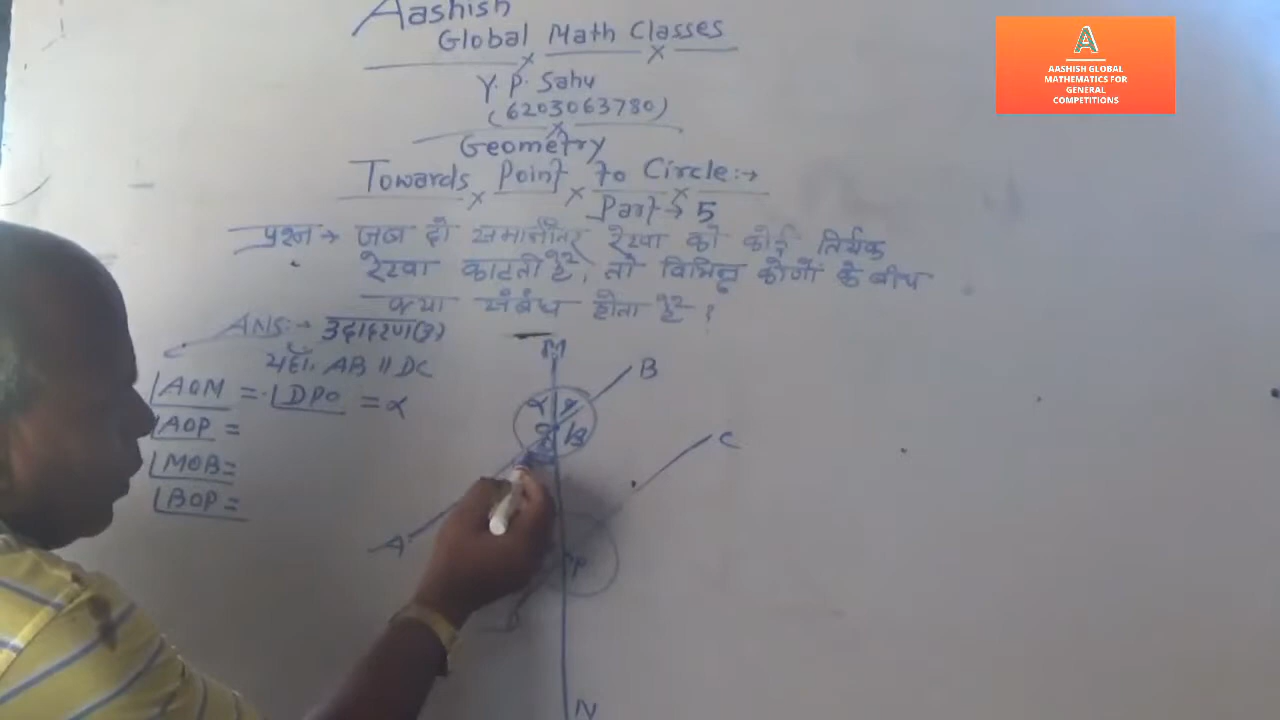 Aashish
Global Math Classes
Y. P. Sahu
(6203063780)
Geometry
Towards Point to Circle:→
Part→ 5
प्रश्न → जब दो समानांतर रेखा को कोई तिर्यक
रेखा काटती है, तो विभिन्न कोणों के बीच
क्या संबंध होता है ?
ANS:→ उदाहरण
यहाँ AB || DC
∠AOM = ∠DPO = α
∠AOP =
∠MOB =
∠BOP =
M
B
α
γ
O
β
C
A
P
D
N
A
AASHISH GLOBAL
MATHEMATICS FOR
GENERAL
COMPETITIONS